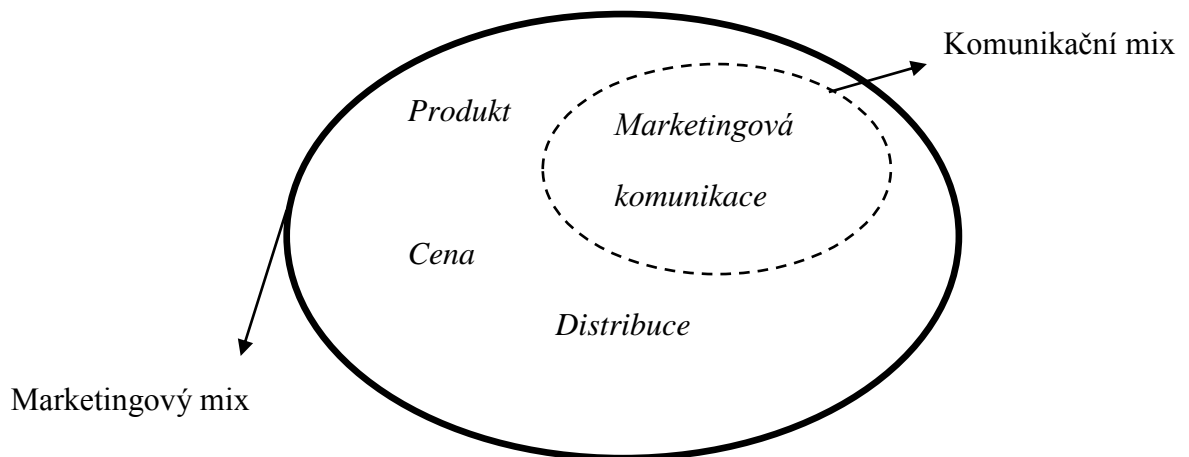 Komunikační mix
Produkt
Marketingová
komunikace
Cena
Distribuce
Marketingový mix